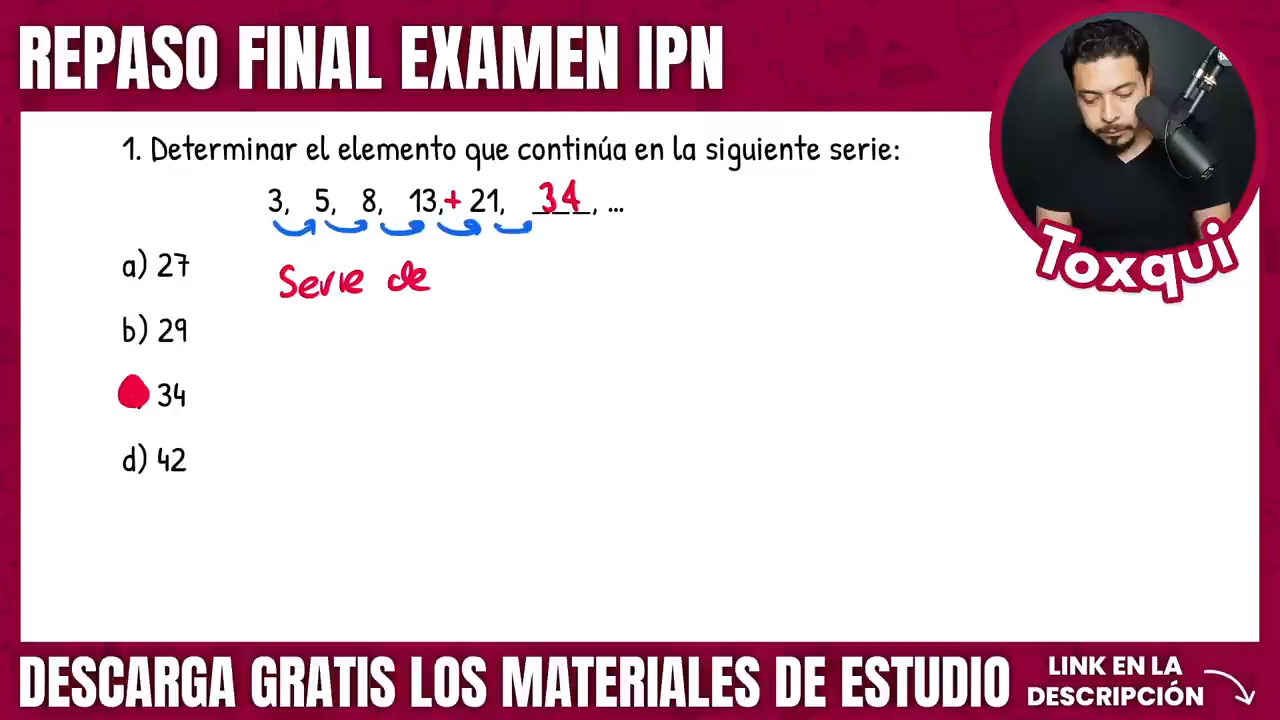 REPASO FINAL EXAMEN IPN
1. Determinar el elemento que continúa en la siguiente serie:
3, 5, 8, 13,+ 21, 34, ...
Toxqui
a) 27
Serie de
b) 29
34
d) 42
DESCARGA GRATIS LOS MATERIALES DE ESTUDIO
LINK EN LA
DESCRIPCIÓN